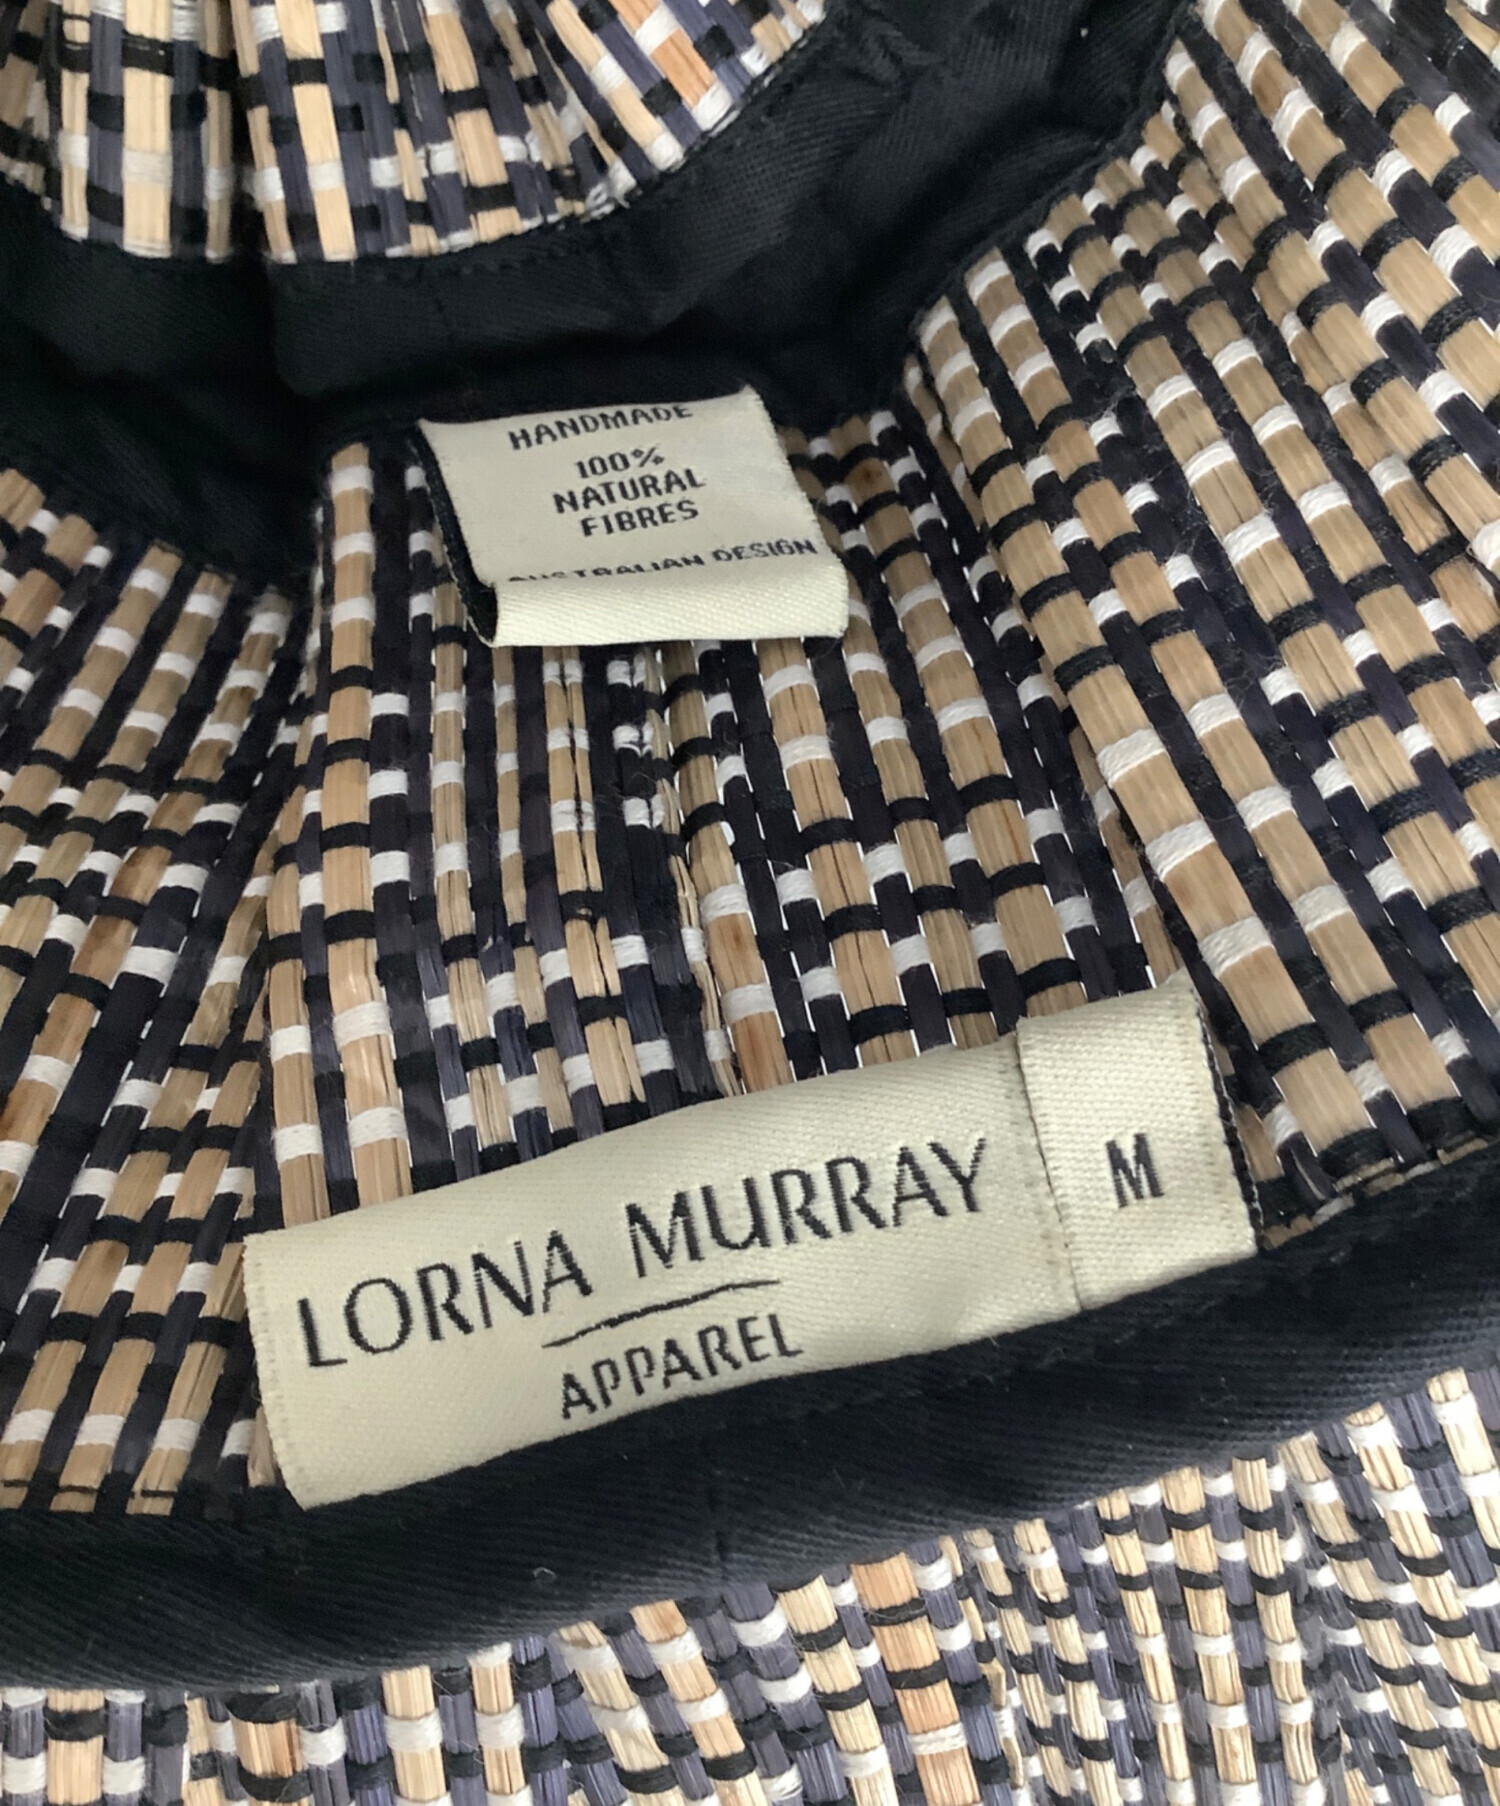 HANDMADE
100%
NATURAL
FIBRES
AUSTRALIAN DESIGN
LORNA MURRAY
APPAREL
M